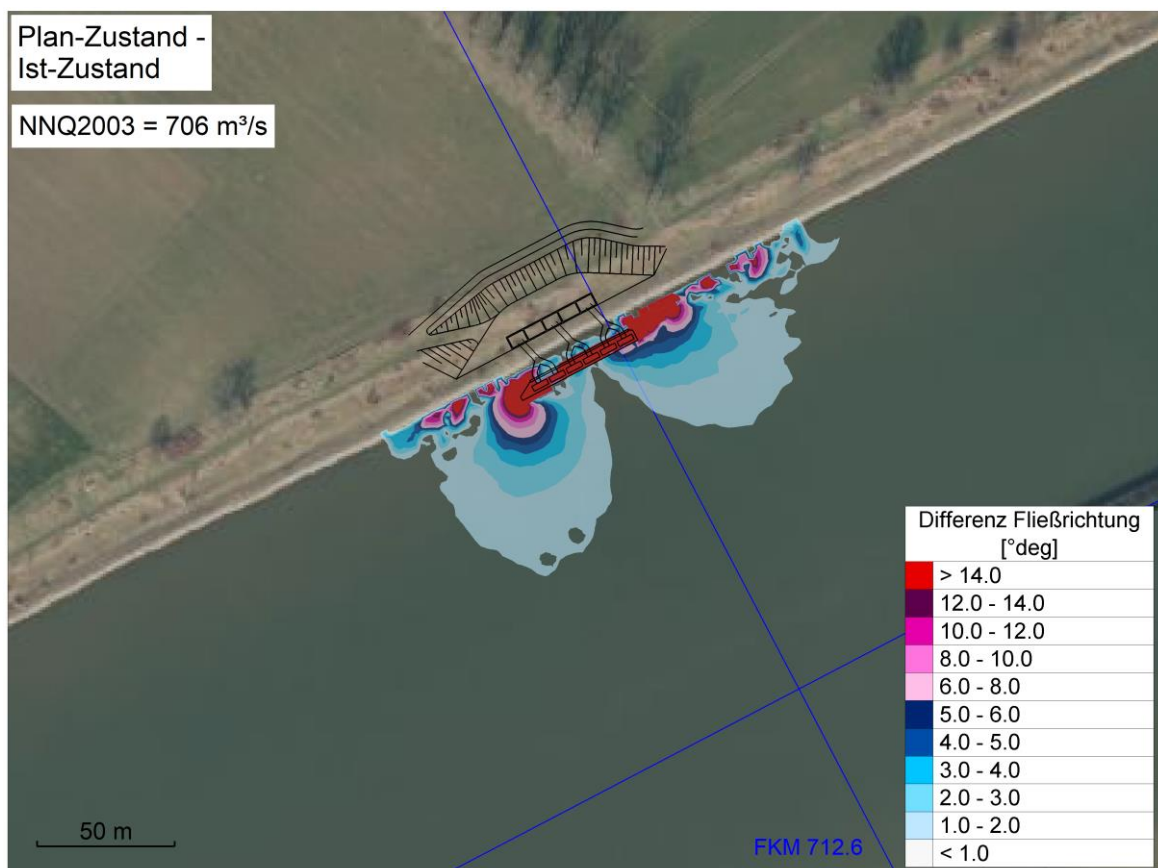 Plan-Zustand -
Ist-Zustand
NNQ2003 = 706 m³/s
Differenz Fließrichtung
[°deg]
> 14.0
12.0 - 14.0
10.0 - 12.0
8.0 - 10.0
6.0 - 8.0
5.0 - 6.0
4.0 - 5.0
3.0 - 4.0
2.0 - 3.0
1.0 - 2.0
< 1.0
50 m
FKM 712.6